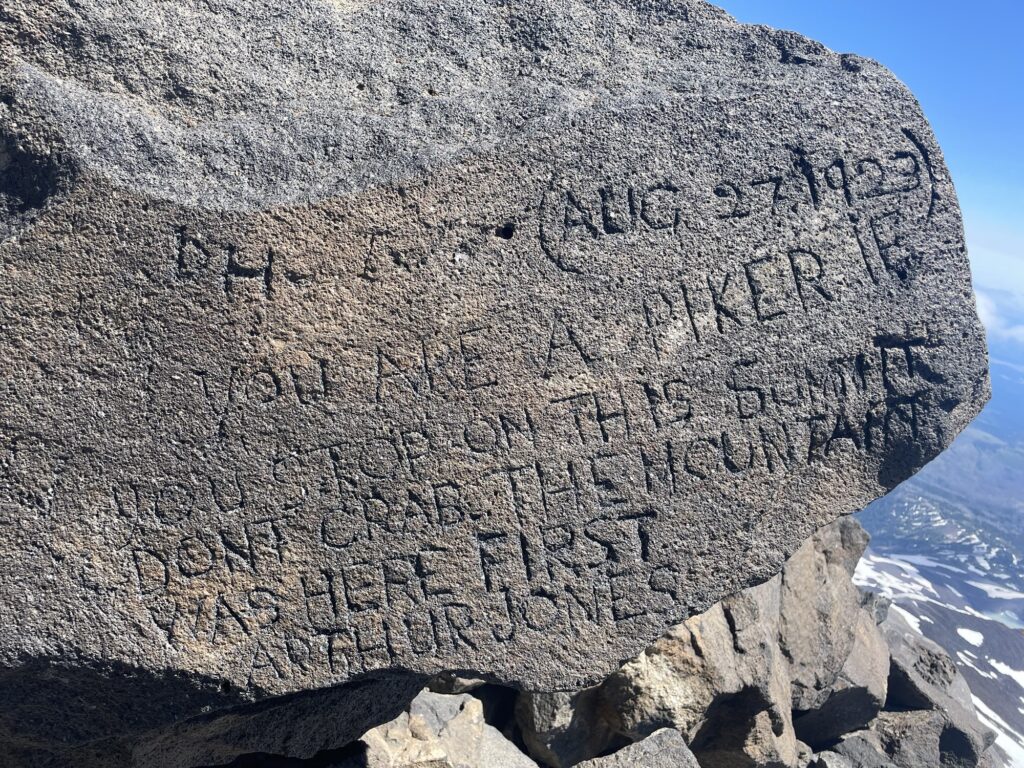 (AUG 27, 1923)
DH
YOU ARE A PIKER IF
YOU STOP ON THIS SUMMIT
DONT CRAB. THE MOUNTAIN
WAS HERE FIRST
ARTHUR JONES